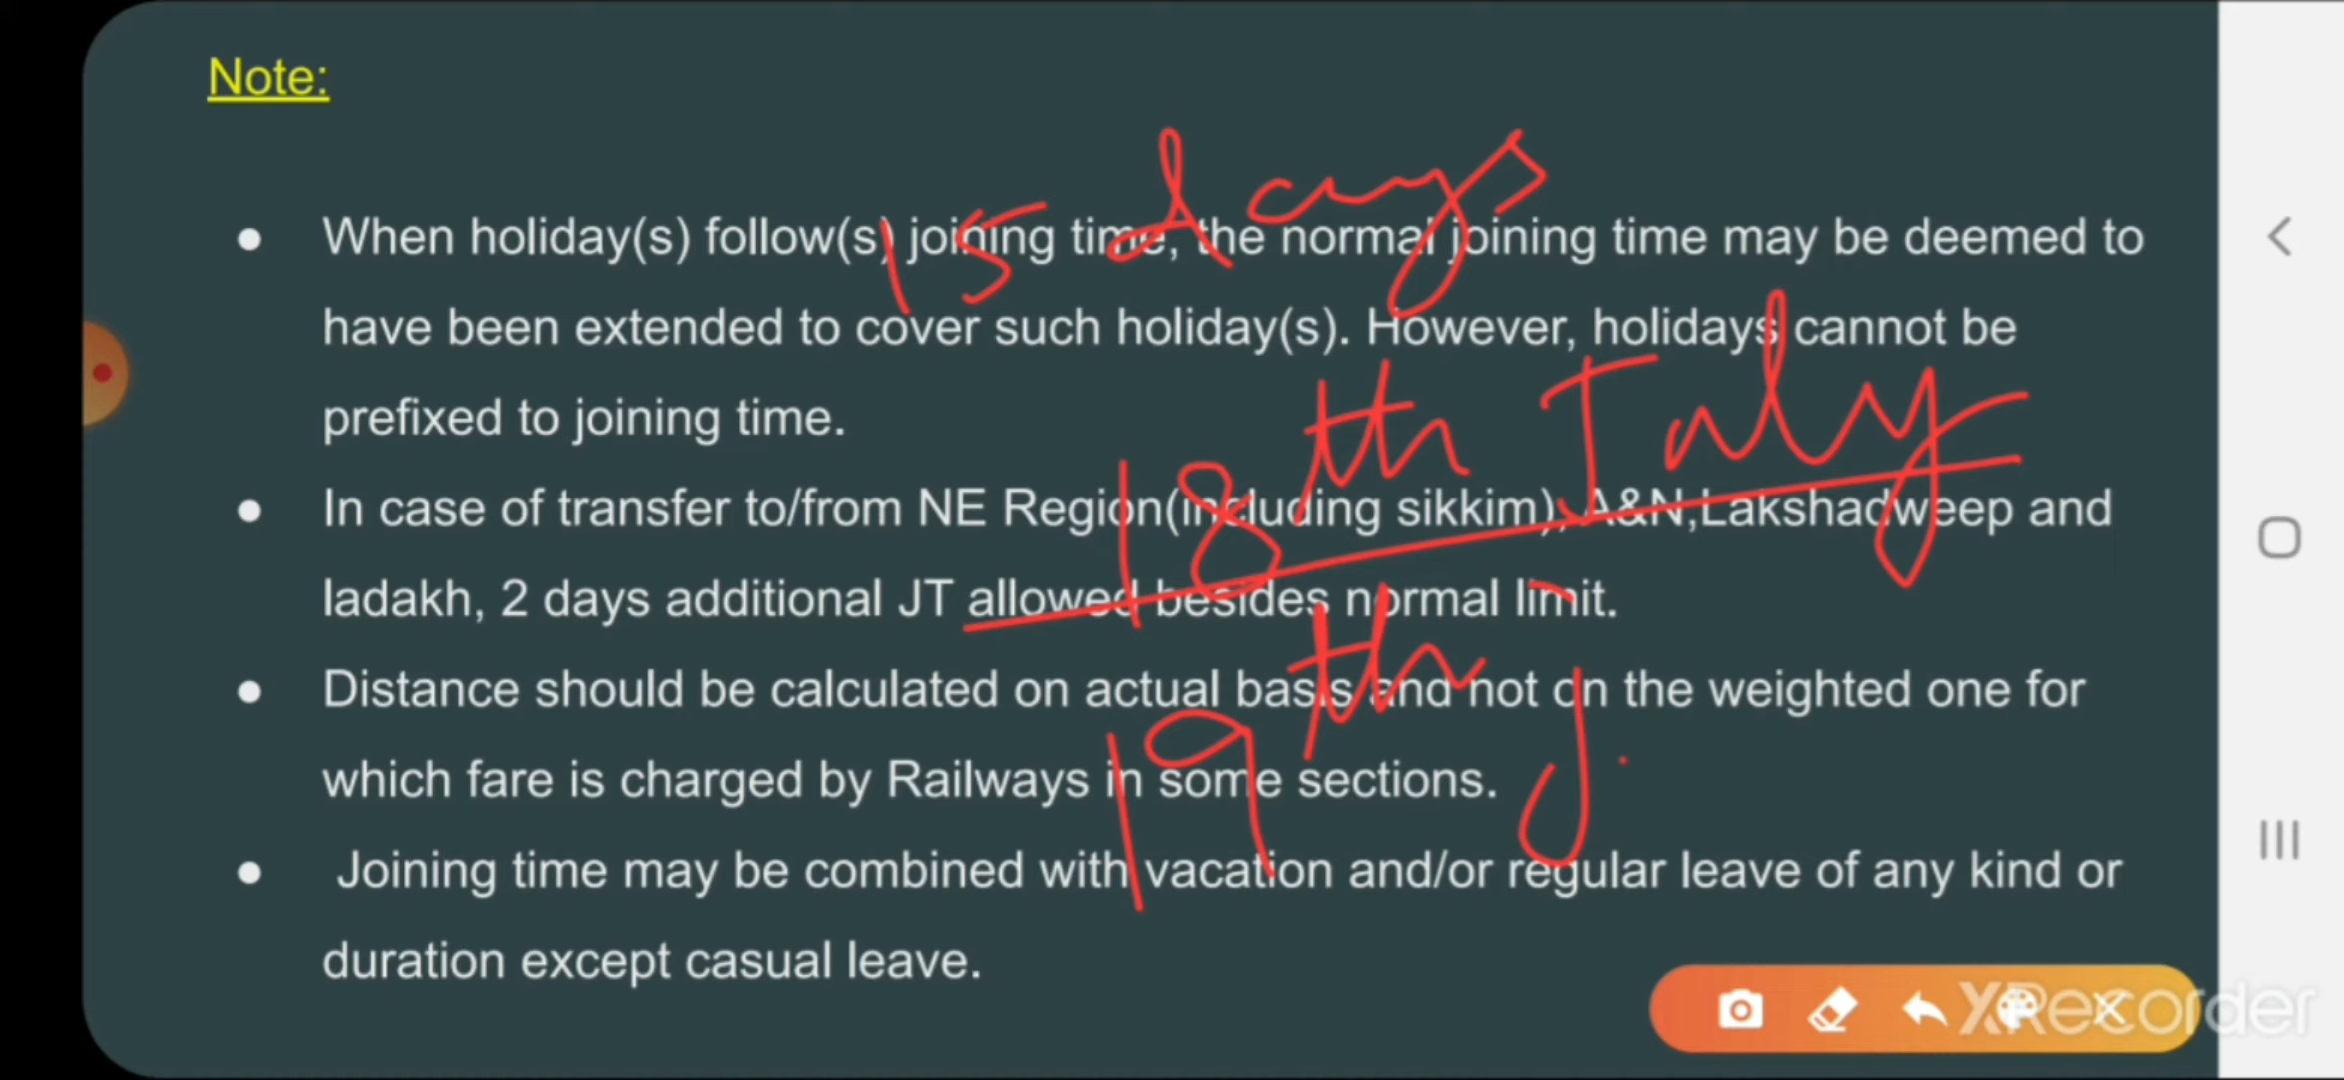 Note:
15 days
● When holiday(s) follow(s) joining time, the normal joining time may be deemed to
have been extended to cover such holiday(s). However, holidays cannot be
prefixed to joining time.
18th July
● In case of transfer to/from NE Region(including sikkim), A&N,Lakshadweep and
ladakh, 2 days additional JT allowed besides normal limit.
19th J
● Distance should be calculated on actual basis and not on the weighted one for
which fare is charged by Railways in some sections.
● Joining time may be combined with vacation and/or regular leave of any kind or
duration except casual leave.
XRecorder